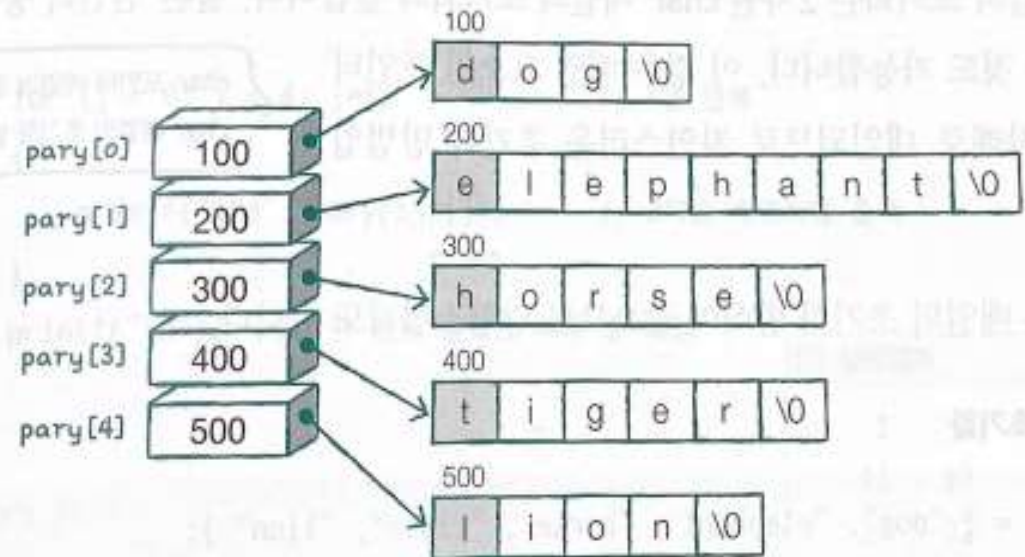 100
pary[0] 100 d o g \0
200
pary[1] 200 e l e p h a n t \0
300
pary[2] 300 h o r s e \0
400
pary[3] 400 t i g e r \0
500
pary[4] 500 l i o n \0